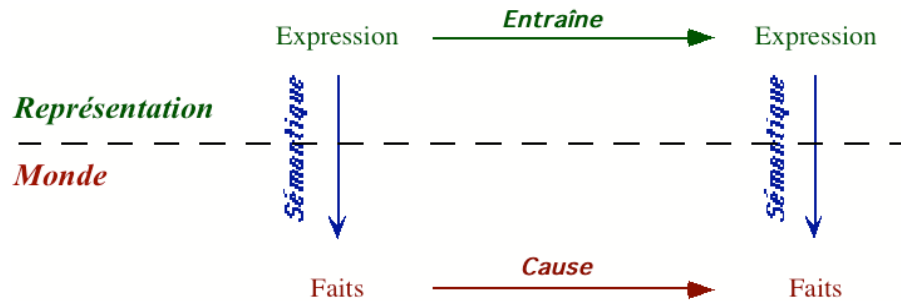 Entraîne
Expression Expression
Sémantique Sémantique
Représentation
Monde
Cause
Faits Faits